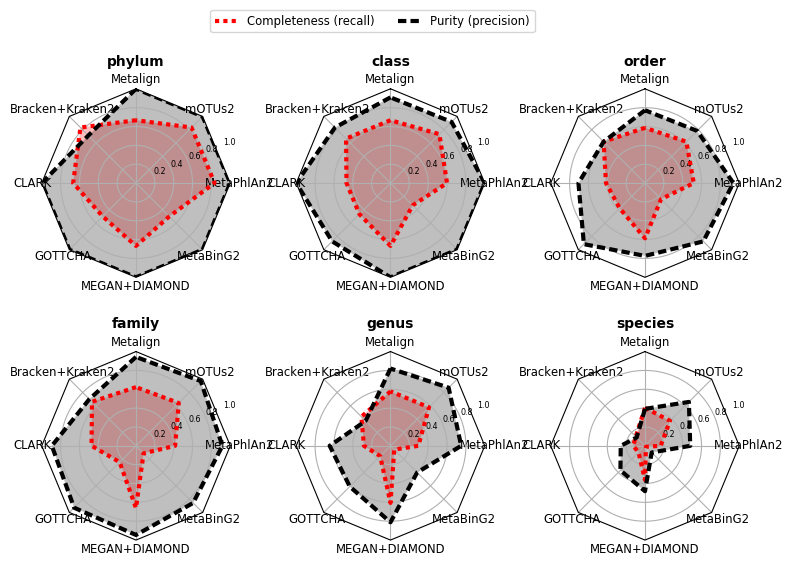 Completeness (recall) Purity (precision)
phylum
Metalign
Bracken+Kraken2 mOTUs2
1.0
0.8
0.6
0.4
0.2
CLARK MetaPhlAn2
GOTTCHA MetaBinG2
MEGAN+DIAMOND
class
Metalign
Bracken+Kraken2 mOTUs2
1.0
0.8
0.6
0.4
0.2
CLARK MetaPhlAn2
GOTTCHA MetaBinG2
MEGAN+DIAMOND
order
Metalign
Bracken+Kraken2 mOTUs2
1.0
0.8
0.6
0.4
0.2
CLARK MetaPhlAn2
GOTTCHA MetaBinG2
MEGAN+DIAMOND
family
Metalign
Bracken+Kraken2 mOTUs2
1.0
0.8
0.6
0.4
0.2
CLARK MetaPhlAn2
GOTTCHA MetaBinG2
MEGAN+DIAMOND
genus
Metalign
Bracken+Kraken2 mOTUs2
1.0
0.8
0.6
0.4
0.2
CLARK MetaPhlAn2
GOTTCHA MetaBinG2
MEGAN+DIAMOND
species
Metalign
Bracken+Kraken2 mOTUs2
1.0
0.8
0.6
0.4
0.2
CLARK MetaPhlAn2
GOTTCHA MetaBinG2
MEGAN+DIAMOND